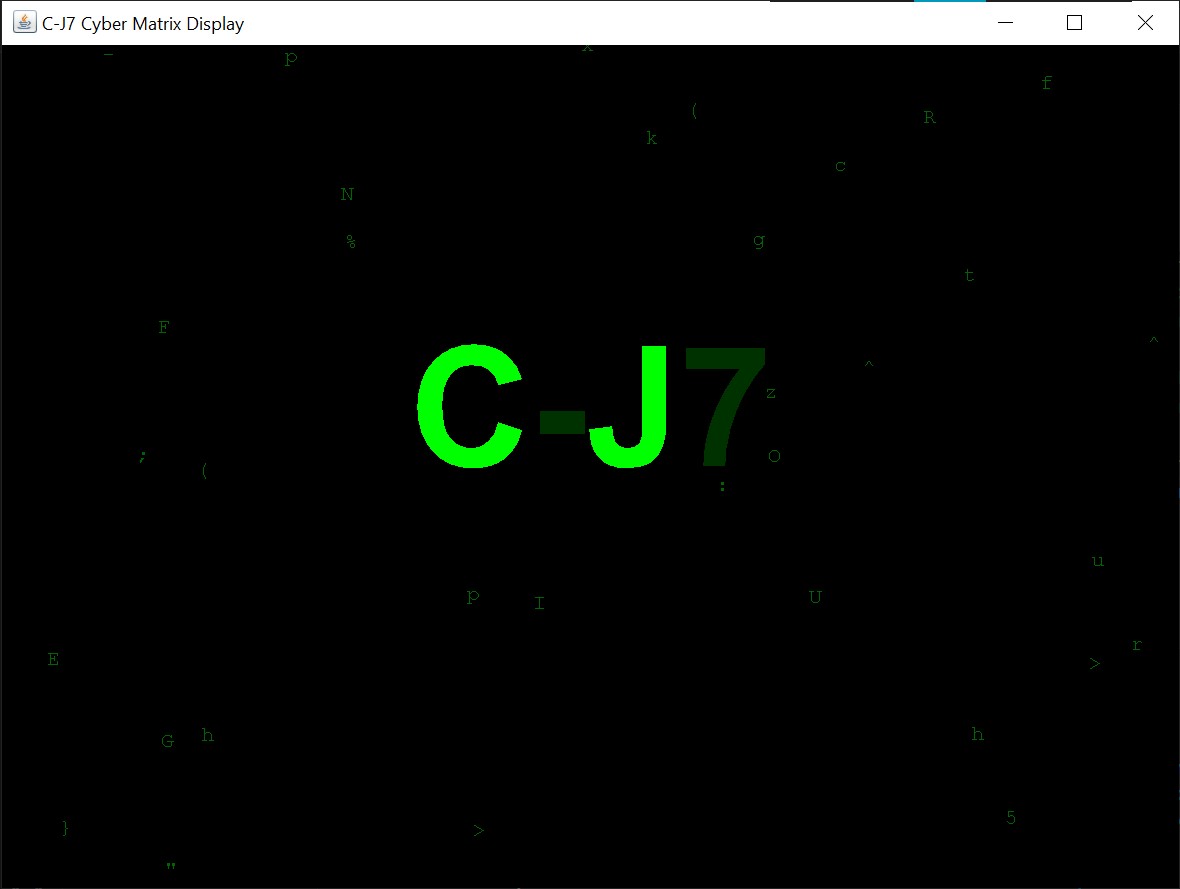 C-J7 Cyber Matrix Display
- p x
f
(
R
k
c
N
% g
t
F
^
^
z
C-J7
; O
(
:
u
p I U
r
E >
G h h
5
} >
"